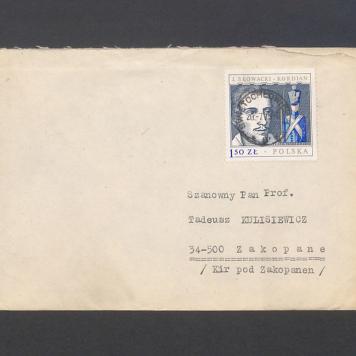 J. SŁOWACKI - KORDIAN
1,50 ZŁ · POLSKA
Szanowny Pan Prof.
Tadeusz KULISIEWICZ
34-500 Zakopane
/ Kir pod Zakopanem /